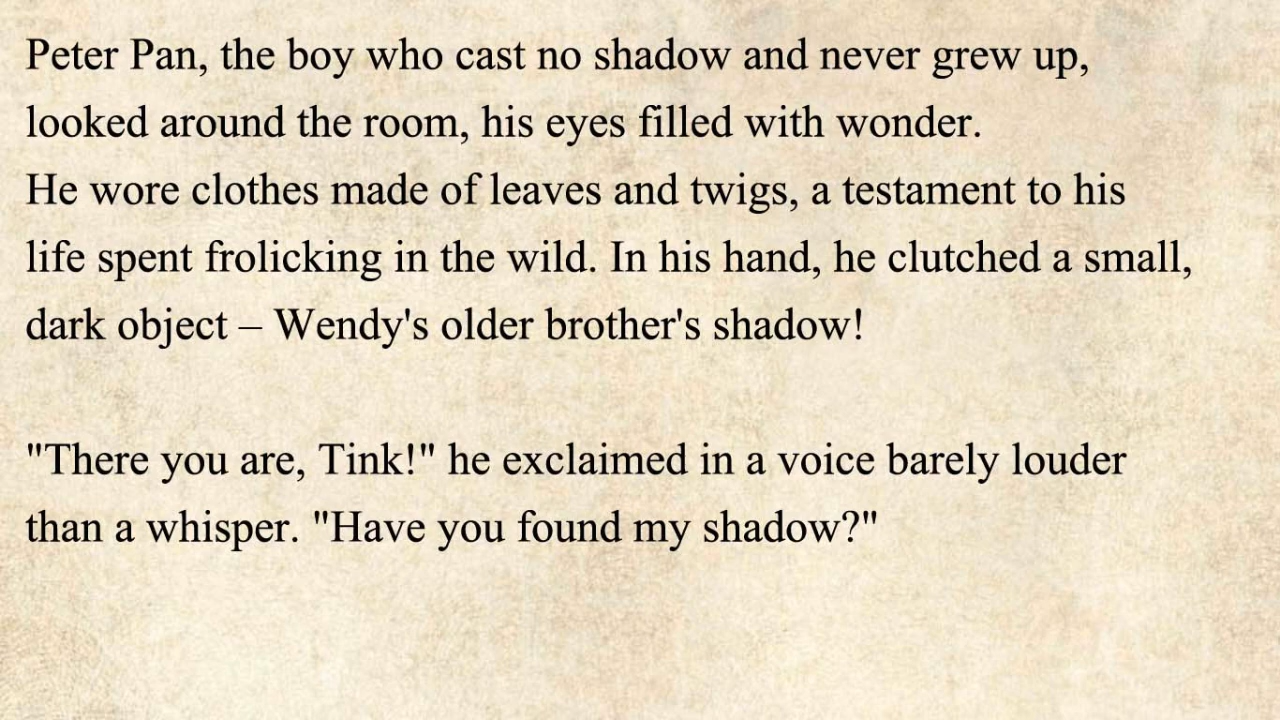 Peter Pan, the boy who cast no shadow and never grew up,
looked around the room, his eyes filled with wonder.
He wore clothes made of leaves and twigs, a testament to his
life spent frolicking in the wild. In his hand, he clutched a small,
dark object – Wendy's older brother's shadow!
"There you are, Tink!" he exclaimed in a voice barely louder
than a whisper. "Have you found my shadow?"